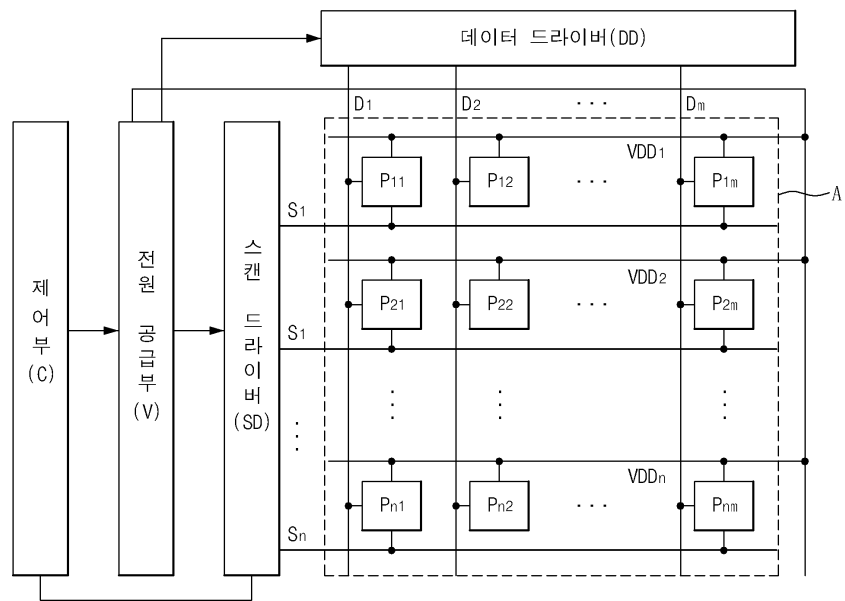 데이터 드라이버(DD)
D1 D2 ... Dm
VDD1
P11 P12 ... P1m
A
S1
VDD2
P21 P22 ... P2m
S1
VDDn
Pn1 Pn2 ... Pnm
Sn
제어부(C)
전원 공급부(V)
스캔 드라이버(SD)